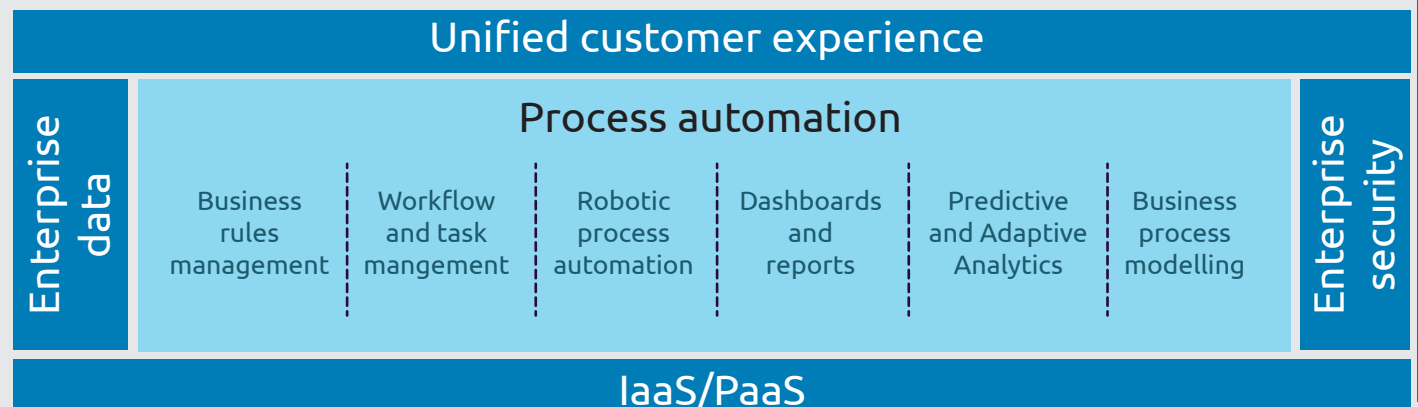 Unified customer experience
Enterprise
data
Process automation
Business
rules
management
Workflow
and task
mangement
Robotic
process
automation
Dashboards
and
reports
Predictive
and Adaptive
Analytics
Business
process
modelling
Enterprise
security
IaaS/PaaS